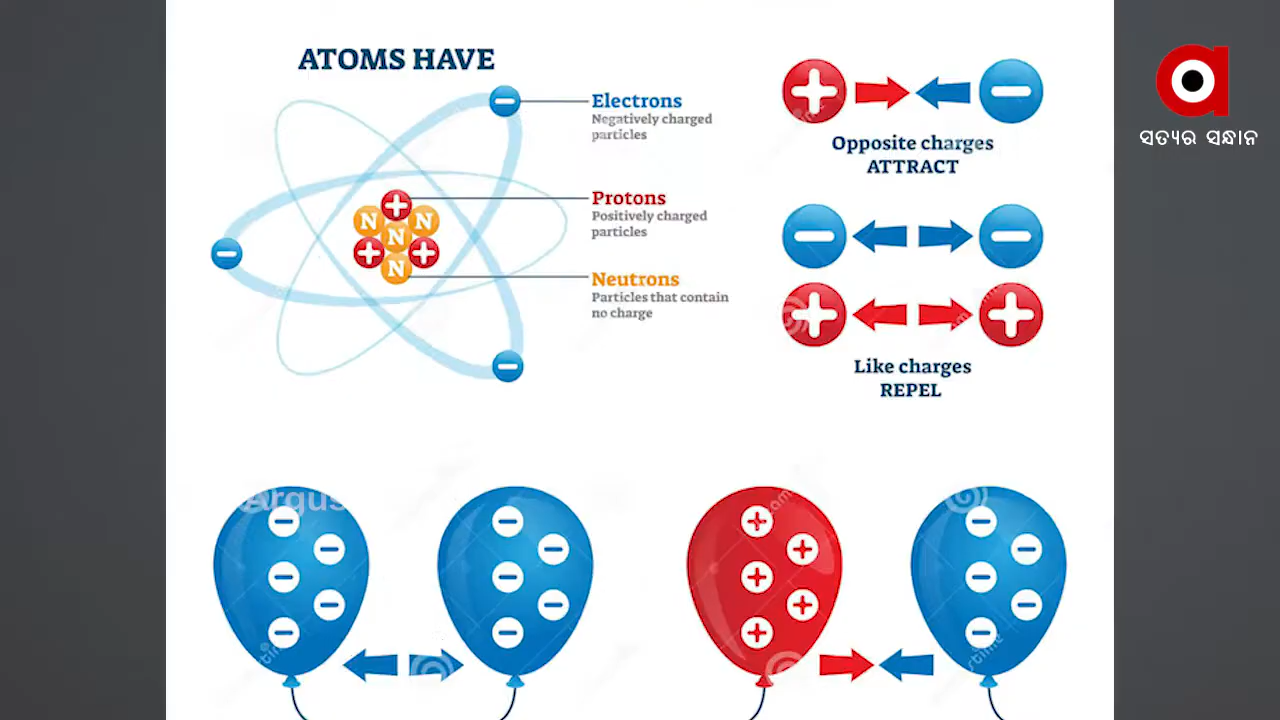 ATOMS HAVE
Electrons
Negatively charged
particles
Protons
Positively charged
particles
Neutrons
Particles that contain
no charge
N
N
N
N
Opposite charges
ATTRACT
Like charges
REPEL
ସତ୍ୟର ସନ୍ଧାନ
Argus